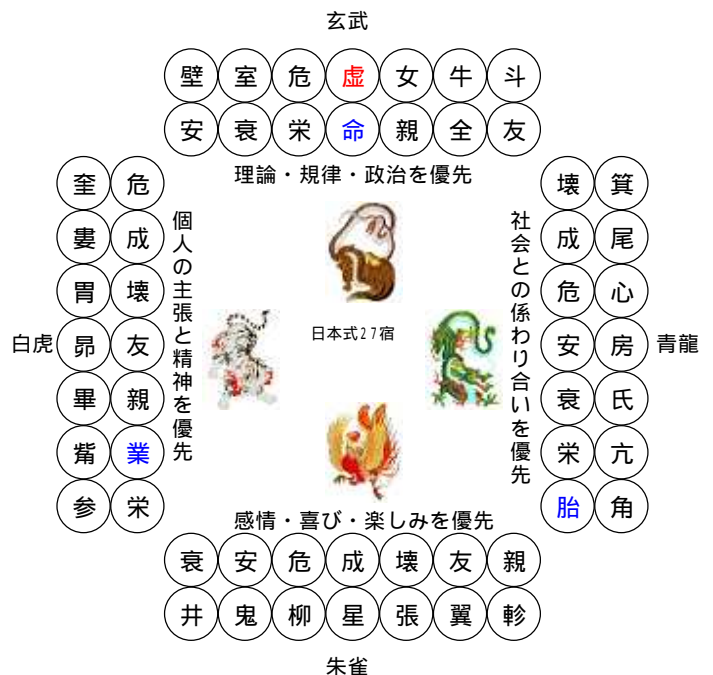 玄武
壁 室 危 虚 女 牛 斗
安 衰 栄 命 親 全 友
理論・規律・政治を優先
奎 危
婁 成
胃 壊
昴 友
畢 親
觜 業
参 栄
白虎
個人の主張と精神を優先
日本式27宿
社会との係わり合いを優先
壊 箕
成 尾
危 心
安 房
衰 氏
栄 亢
胎 角
青龍
感情・喜び・楽しみを優先
衰 安 危 成 壊 友 親
井 鬼 柳 星 張 翼 軫
朱雀